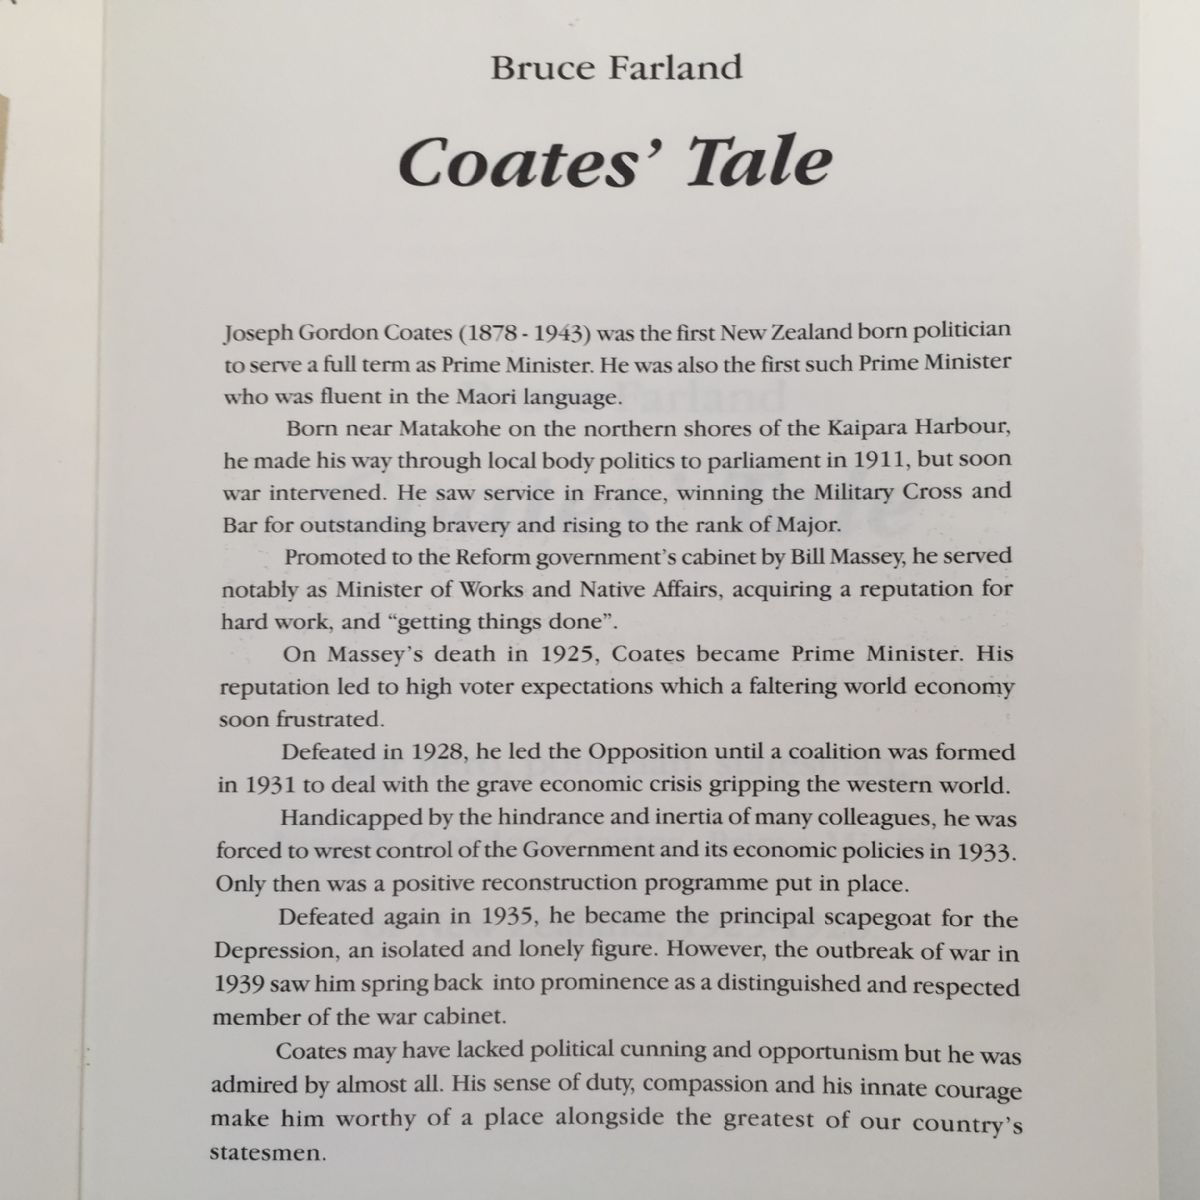 Bruce Farland
Coates' Tale
Joseph Gordon Coates (1878 - 1943) was the first New Zealand born politician
to serve a full term as Prime Minister. He was also the first such Prime Minister
who was fluent in the Maori language.
Born near Matakohe on the northern shores of the Kaipara Harbour,
he made his way through local body politics to parliament in 1911, but soon
war intervened. He saw service in France, winning the Military Cross and
Bar for outstanding bravery and rising to the rank of Major.
Promoted to the Reform government's cabinet by Bill Massey, he served
notably as Minister of Works and Native Affairs, acquiring a reputation for
hard work, and "getting things done".
On Massey's death in 1925, Coates became Prime Minister. His
reputation led to high voter expectations which a faltering world economy
soon frustrated.
Defeated in 1928, he led the Opposition until a coalition was formed
in 1931 to deal with the grave economic crisis gripping the western world.
Handicapped by the hindrance and inertia of many colleagues, he was
forced to wrest control of the Government and its economic policies in 1933.
Only then was a positive reconstruction programme put in place.
Defeated again in 1935, he became the principal scapegoat for the
Depression, an isolated and lonely figure. However, the outbreak of war in
1939 saw him spring back into prominence as a distinguished and respected
member of the war cabinet.
Coates may have lacked political cunning and opportunism but he was
admired by almost all. His sense of duty, compassion and his innate courage
make him worthy of a place alongside the greatest of our country's
statesmen.